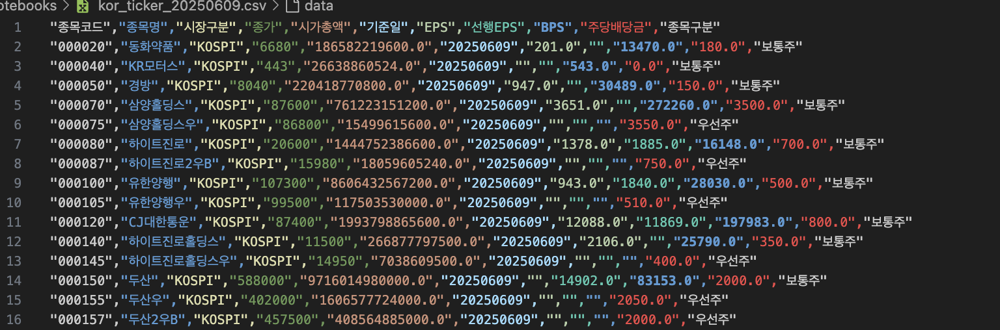 otebooks > kor_ticker_20250609.csv > data
1 "종목코드","종목명","시장구분","종가","시가총액","기준일","EPS","선행EPS","BPS","주당배당금","종목구분"
2 "000020","동화약품","KOSPI","6680","186582219600.0","20250609","201.0","","13470.0","180.0","보통주"
3 "000040","KR모터스","KOSPI","443","26638860524.0","20250609","","","543.0","0.0","보통주"
4 "000050","경방","KOSPI","8040","220418770800.0","20250609","947.0","","30489.0","150.0","보통주"
5 "000070","삼양홀딩스","KOSPI","87600","761223151200.0","20250609","3651.0","","272260.0","3500.0","보통주"
6 "000075","삼양홀딩스우","KOSPI","86800","15499615600.0","20250609","","","","3550.0","우선주"
7 "000080","하이트진로","KOSPI","20600","1444752386600.0","20250609","1378.0","1885.0","16148.0","700.0","보통주"
8 "000087","하이트진로2우B","KOSPI","15980","18059605240.0","20250609","","","","750.0","우선주"
9 "000100","유한양행","KOSPI","107300","8606432567200.0","20250609","943.0","1840.0","28030.0","500.0","보통주"
10 "000105","유한양행우","KOSPI","99500","117503530000.0","20250609","","","","510.0","우선주"
11 "000120","CJ대한통운","KOSPI","87400","1993798865600.0","20250609","12088.0","11869.0","197983.0","800.0","보통주"
12 "000140","하이트진로홀딩스","KOSPI","11500","266877797500.0","20250609","2106.0","","25790.0","350.0","보통주"
13 "000145","하이트진로홀딩스우","KOSPI","14950","7038609500.0","20250609","","","","400.0","우선주"
14 "000150","두산","KOSPI","588000","9716014980000.0","20250609","","14902.0","83153.0","2000.0","보통주"
15 "000155","두산우","KOSPI","402000","1606577724000.0","20250609","","","","2050.0","우선주"
16 "000157","두산2우B","KOSPI","457500","408564885000.0","20250609","","","","2000.0","우선주"